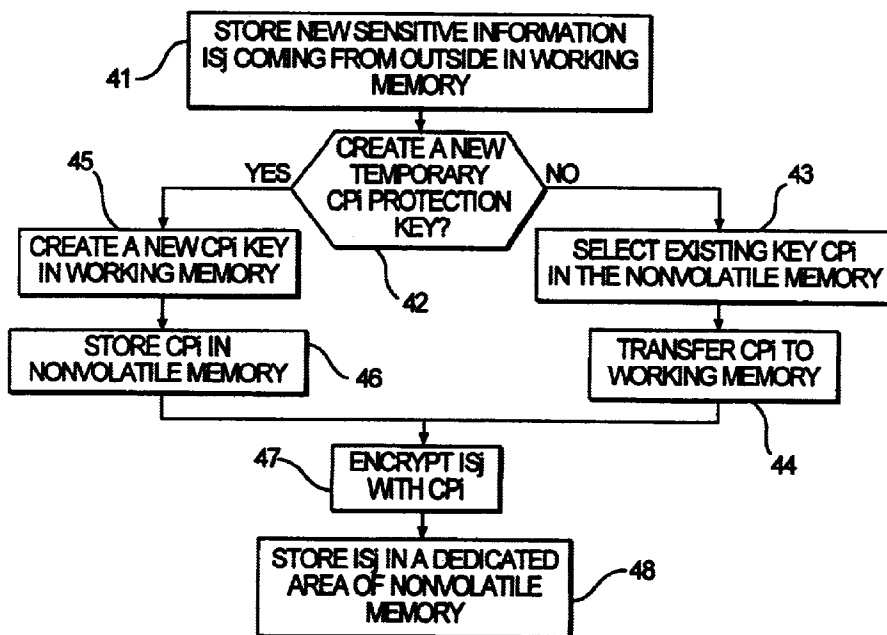 STORE NEW SENSITIVE INFORMATION
ISj COMING FROM OUTSIDE IN WORKING
MEMORY
41
CREATE A NEW
TEMPORARY
CPi PROTECTION
KEY?
YES
NO
45
43
42
CREATE A NEW CPi KEY
IN WORKING MEMORY
SELECT EXISTING KEY CPi
IN THE NONVOLATILE MEMORY
STORE CPi IN
NONVOLATILE MEMORY
46
TRANSFER CPi TO
WORKING MEMORY
44
47
ENCRYPT ISj
WITH CPi
STORE ISj IN A DEDICATED
AREA OF NONVOLATILE
MEMORY
48